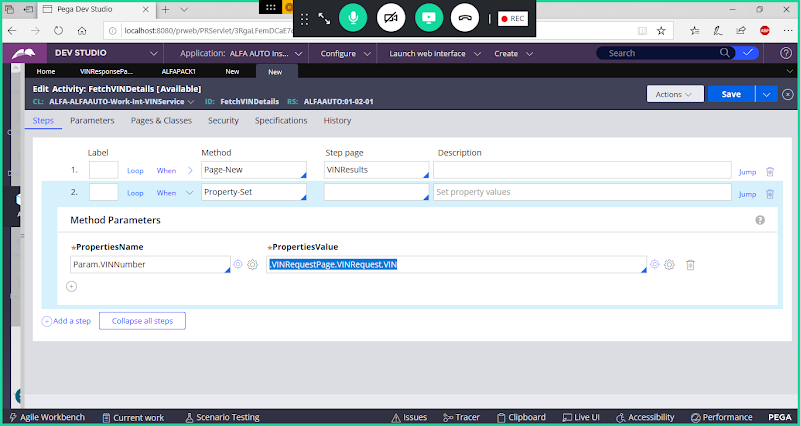 Pega Dev Studio
localhost:8080/prweb/PRServlet/3RgaLFemDCaE7
REC
DEV STUDIO
Application: ALFA AUTO Ins...
Configure
Launch web interface
Create
Search
Home
VINResponsePa...
ALFAPACK1
New
New
Edit Activity: FetchVINDetails [Available]
CL: ALFA-ALFAAUTO-Work-Int-VINService ID: FetchVINDetails RS: ALFAAUTO:01-02-01
Actions
Save
Steps
Parameters
Pages & Classes
Security
Specifications
History
Label
Method
Step page
Description
1.
Loop
When
Page-New
VINResults
Jump
2.
Loop
When
Property-Set
Set property values
Jump
Method Parameters
?
★PropertiesName
★PropertiesValue
Param.VINNumber
.VINRequestPage.VINRequest.VIN
Add a step
Collapse all steps
Agile Workbench
Current work
Scenario Testing
Issues
Tracer
Clipboard
Live UI
Accessibility
Performance
PEGA